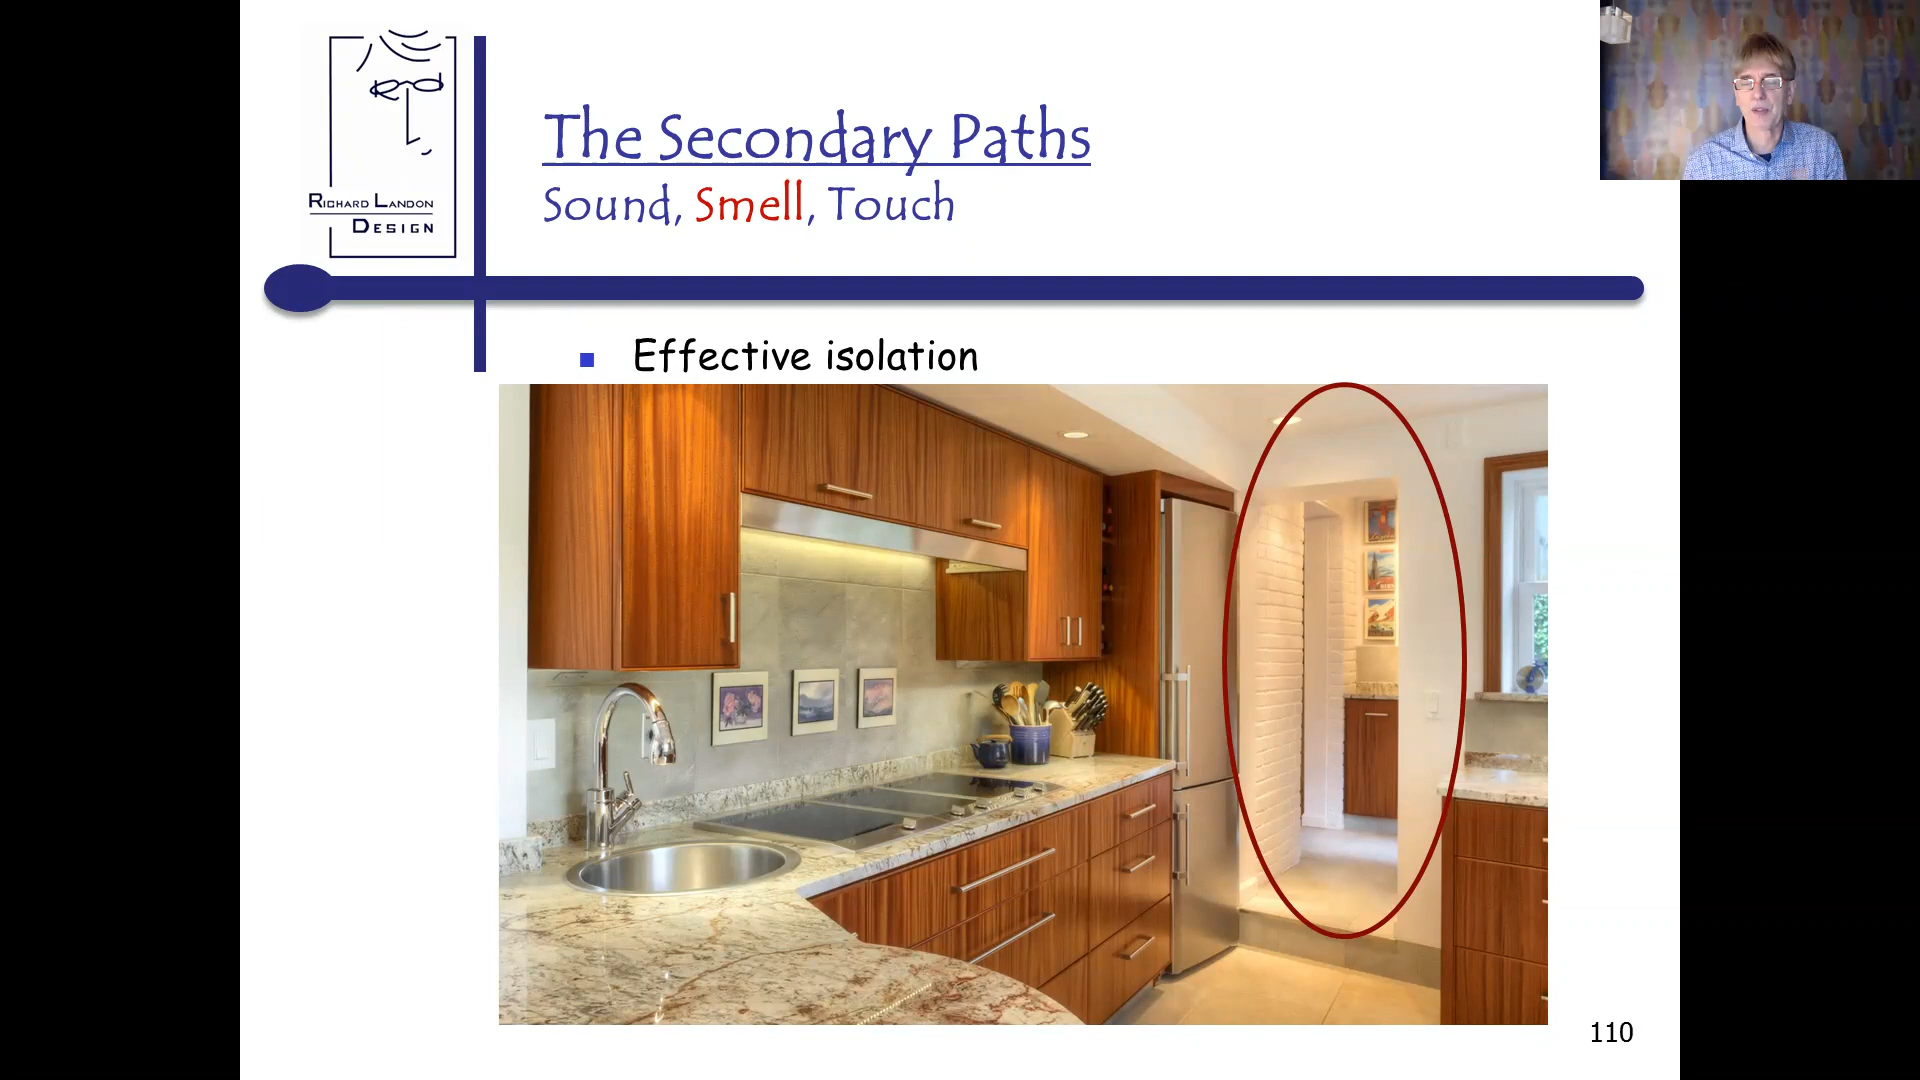 RICHARD LANDON
DESIGN
The Secondary Paths
Sound, Smell, Touch
Effective isolation
110